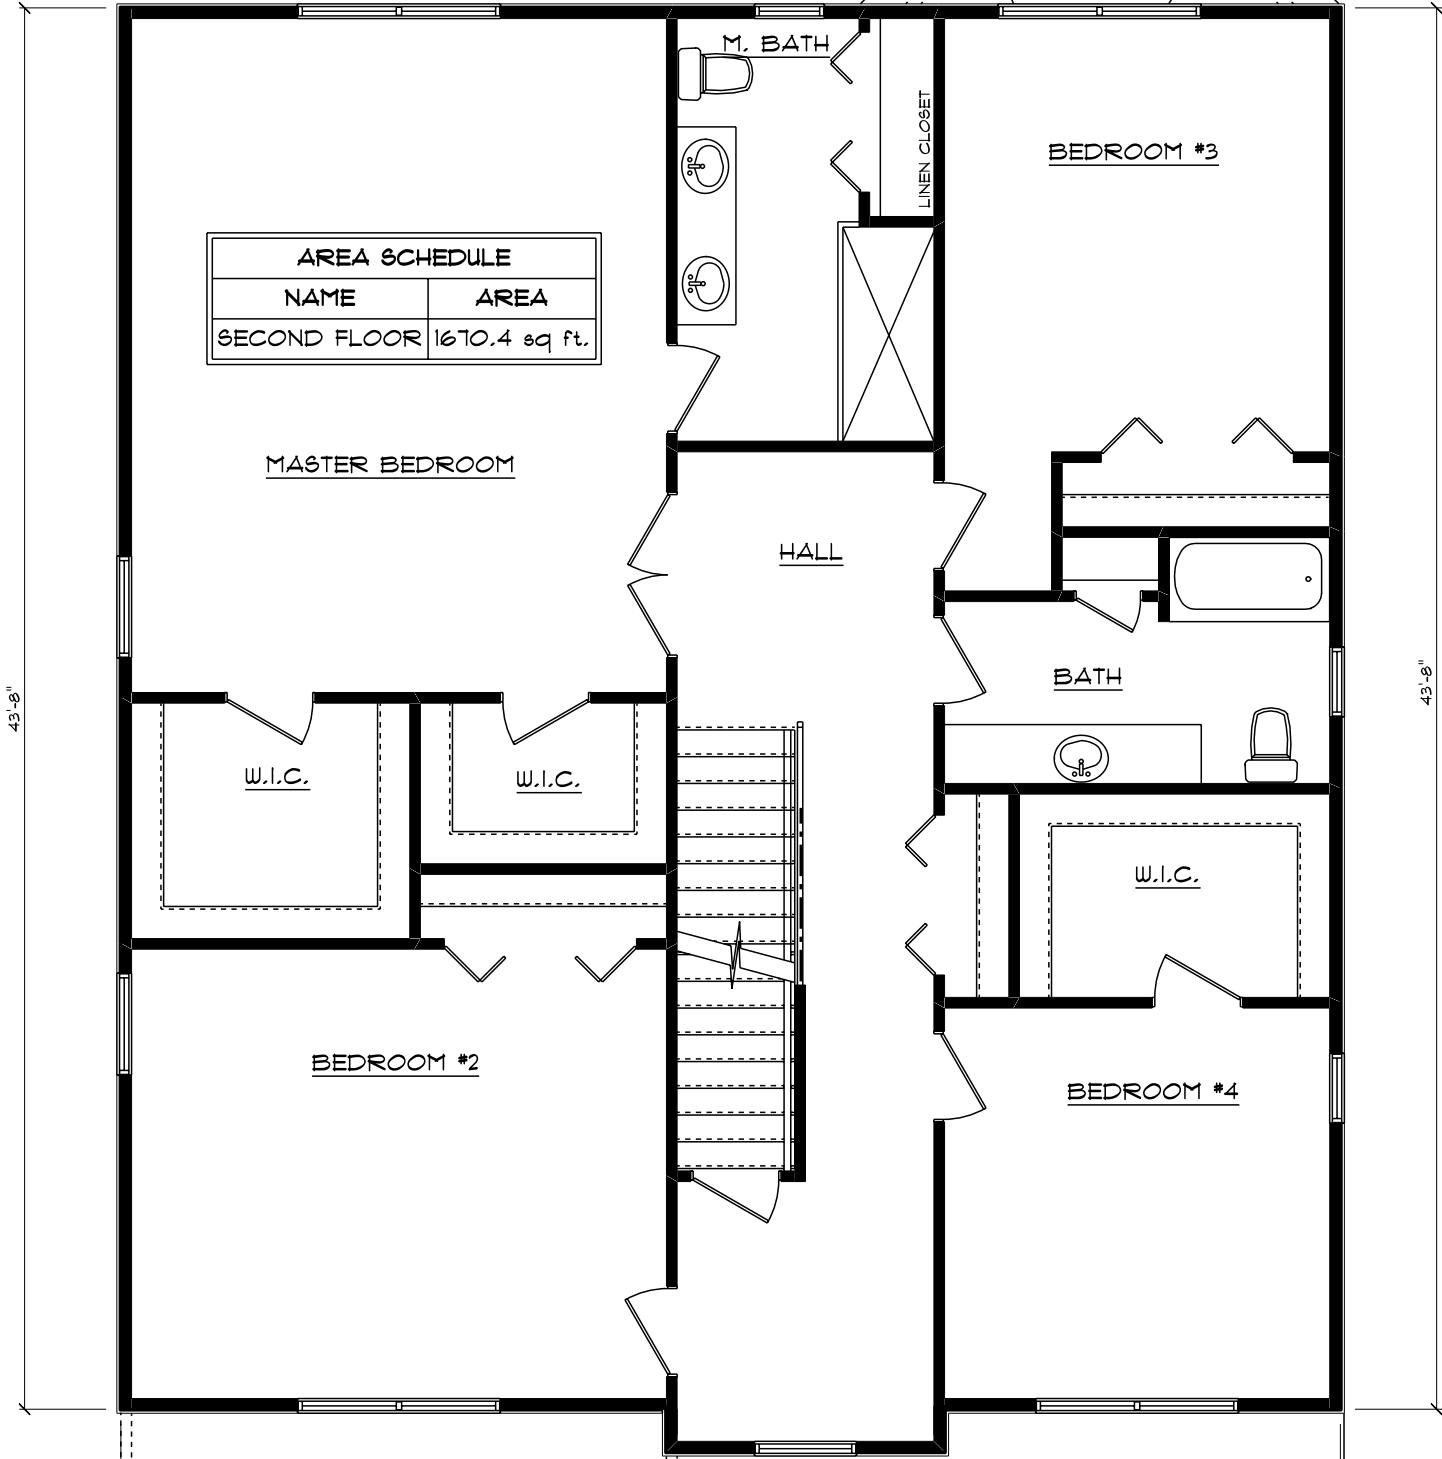 M. BATH
LINEN CLOSET
BEDROOM #3
AREA SCHEDULE
NAME AREA
SECOND FLOOR 1670.4 sq ft.
MASTER BEDROOM
HALL
BATH
43'-8"
43'-8"
W.I.C.
W.I.C.
W.I.C.
BEDROOM #2
BEDROOM #4